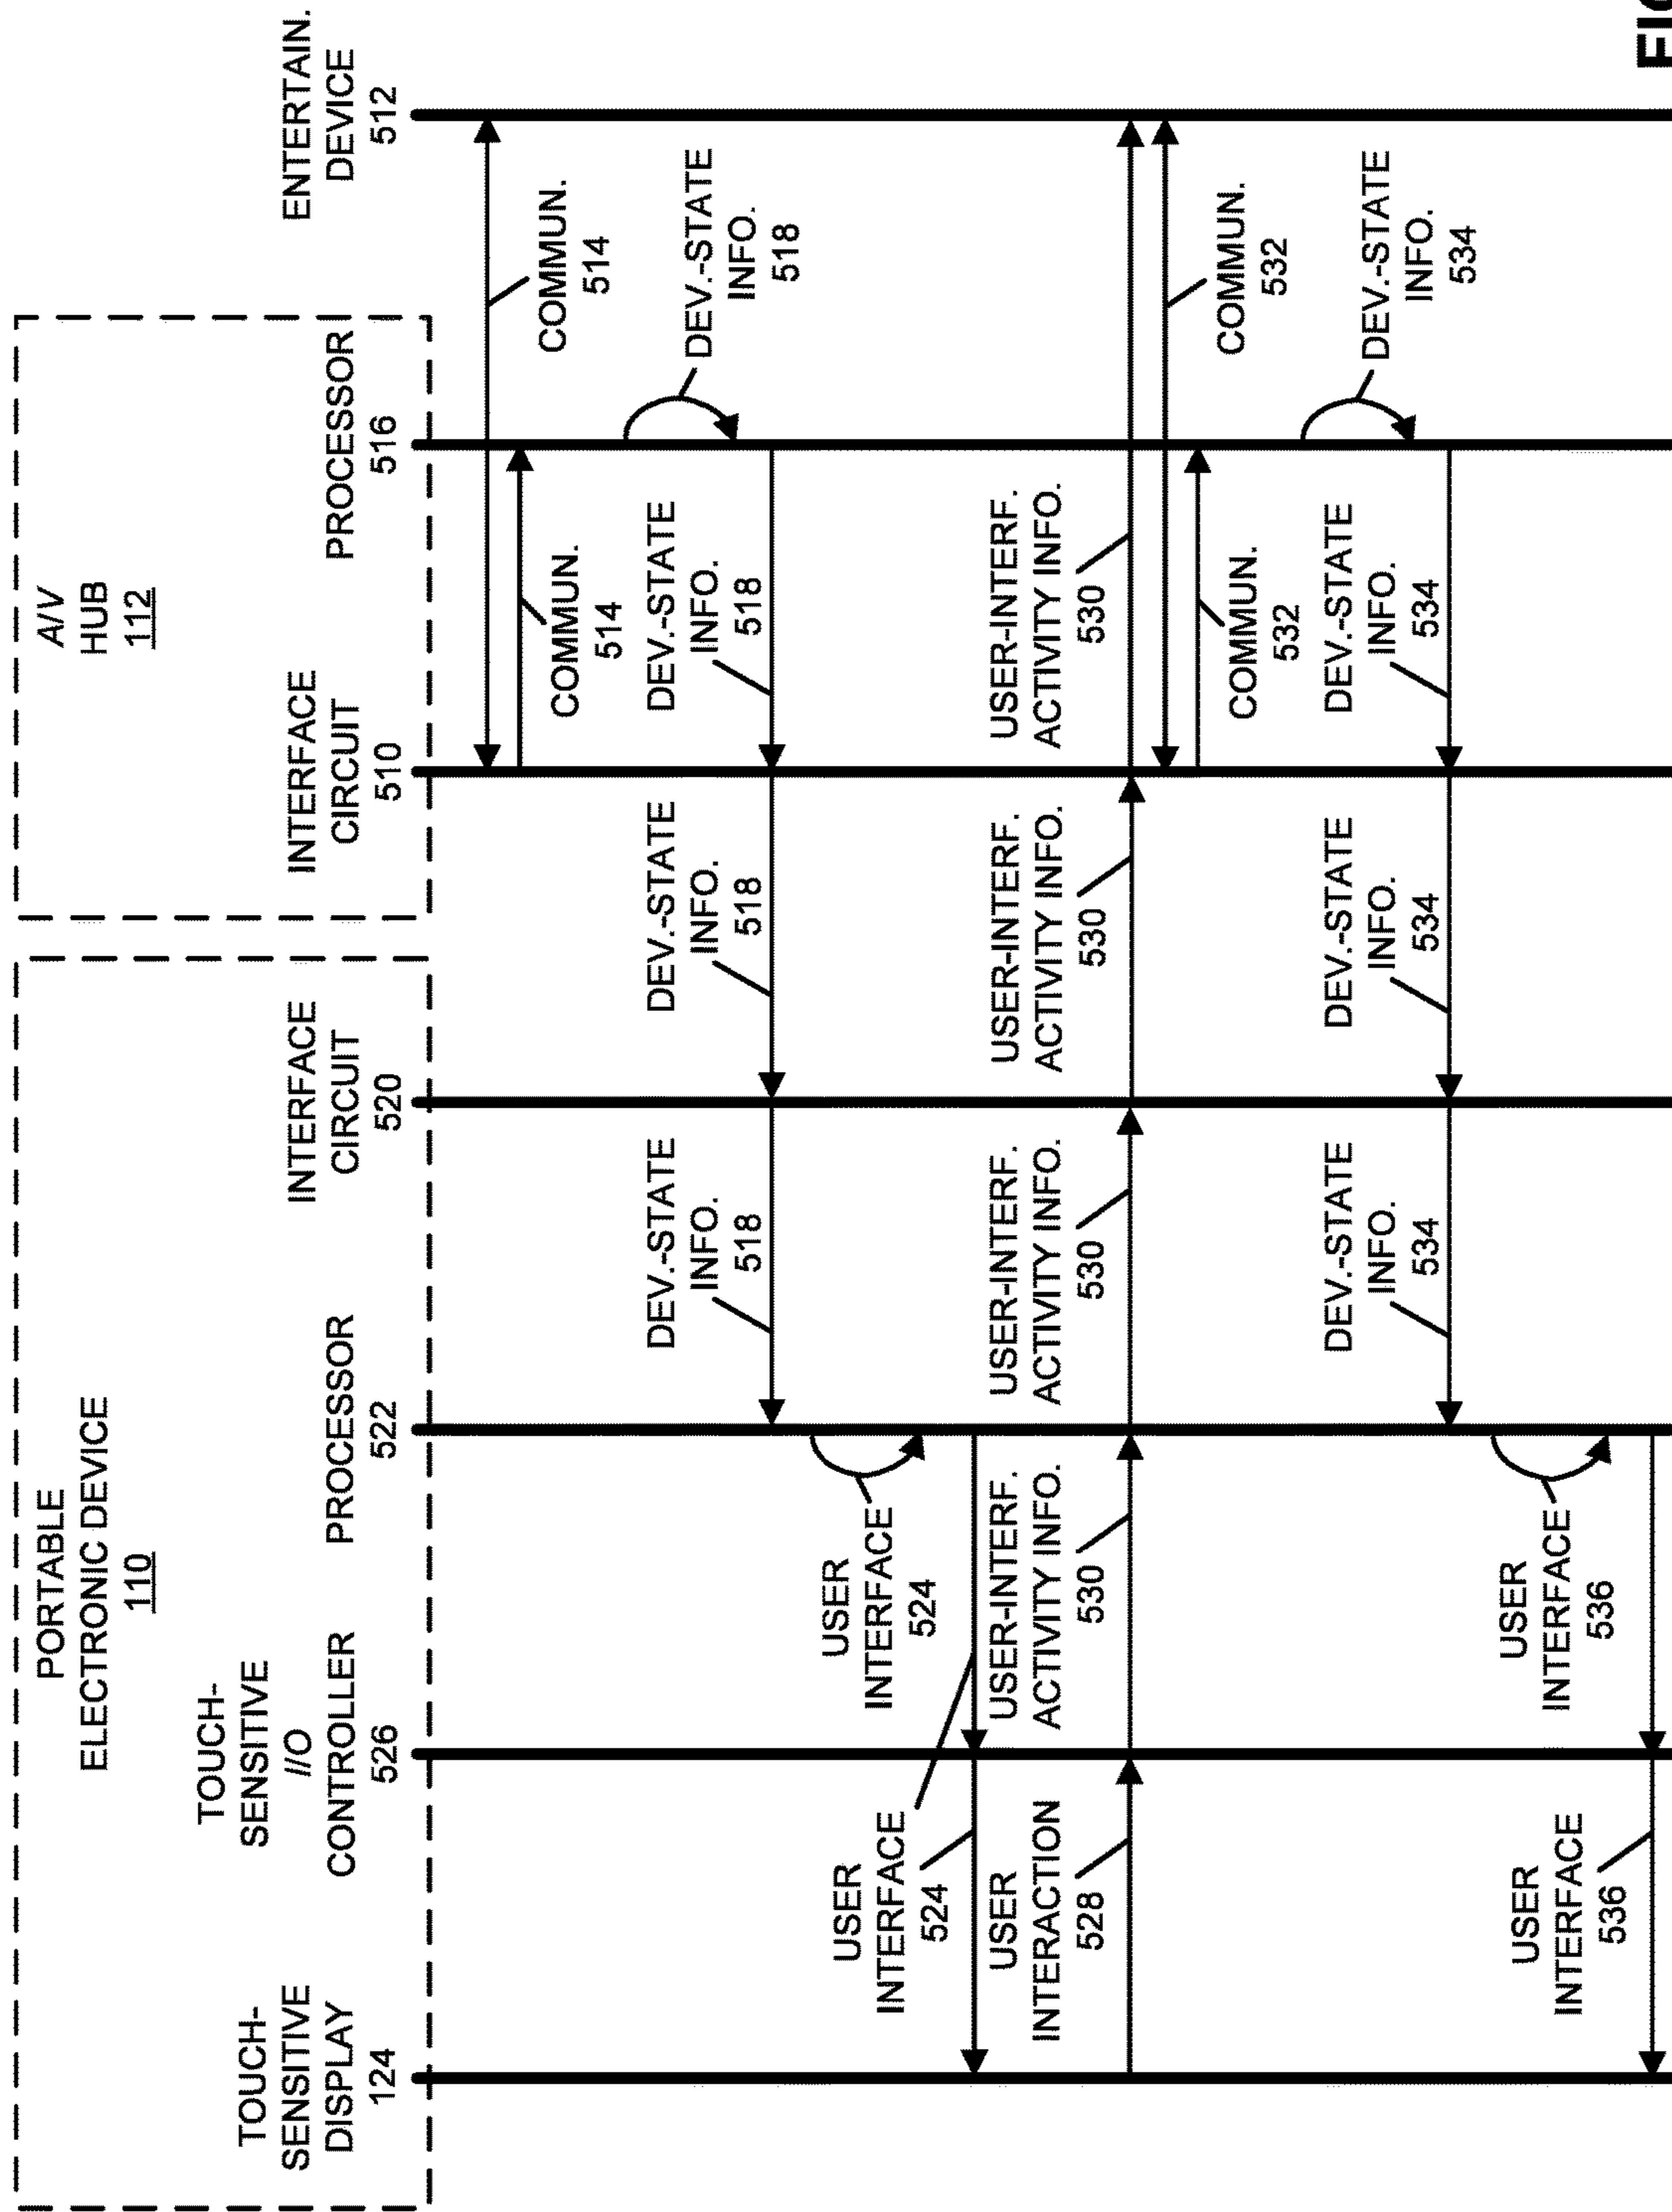 PORTABLE
ELECTRONIC DEVICE
110
A/V
HUB
112
TOUCH-
SENSITIVE
DISPLAY
124
TOUCH-
SENSITIVE
I/O
CONTROLLER
526
PROCESSOR
522
INTERFACE
CIRCUIT
520
INTERFACE
CIRCUIT
510
PROCESSOR
516
ENTERTAIN.
DEVICE
512
COMMUN.
514
COMMUN.
514
DEV.-STATE
INFO.
518
DEV.-STATE
INFO.
518
DEV.-STATE
INFO.
518
DEV.-STATE
INFO.
518
USER
INTERFACE
524
USER
INTERFACE
524
USER
INTERACTION
528
USER-INTERF.
ACTIVITY INFO.
530
USER-INTERF.
ACTIVITY INFO.
530
USER-INTERF.
ACTIVITY INFO.
530
USER-INTERF.
ACTIVITY INFO.
530
COMMUN.
532
COMMUN.
532
DEV.-STATE
INFO.
534
DEV.-STATE
INFO.
534
DEV.-STATE
INFO.
534
DEV.-STATE
INFO.
534
USER
INTERFACE
536
USER
INTERFACE
536